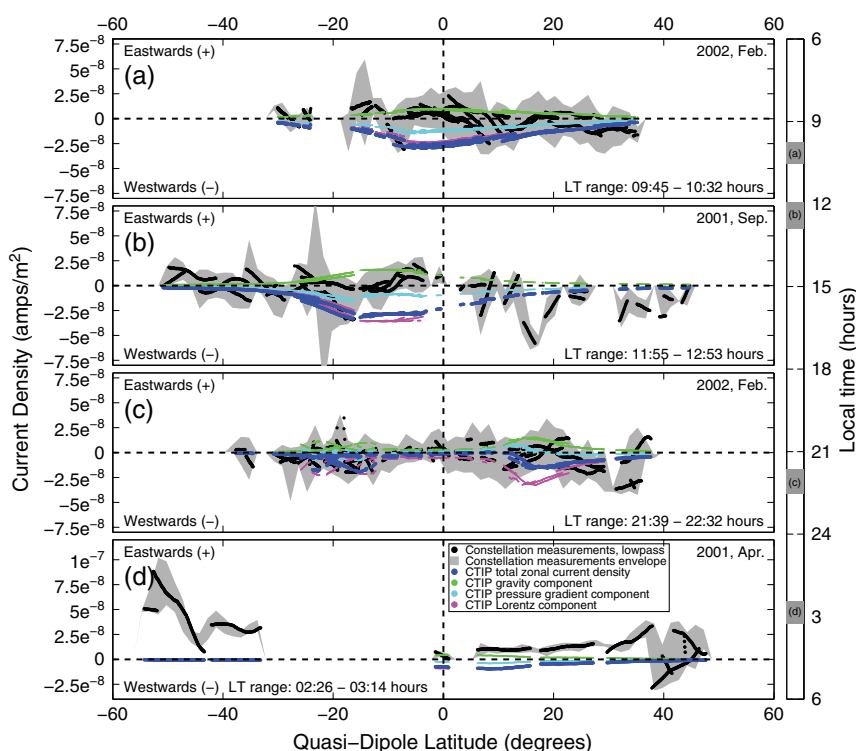 −60 −40 −20 0 20 40 60
7.5e⁻⁸ Eastwards (+) 2002, Feb. 6
5e⁻⁸ (a)
2.5e⁻⁸
0 9
−2.5e⁻⁸ (a)
−5e⁻⁸
−7.5e⁻⁸ Westwards (−) LT range: 09:45 − 10:32 hours
7.5e⁻⁸ Eastwards (+) 2001, Sep. 12
5e⁻⁸ (b) (b)
2.5e⁻⁸
0 15
−2.5e⁻⁸
−5e⁻⁸
−7.5e⁻⁸ Westwards (−) LT range: 11:55 − 12:53 hours
18
7.5e⁻⁸ Eastwards (+) 2002, Feb.
5e⁻⁸ (c)
2.5e⁻⁸
0 21
−2.5e⁻⁸ (c)
−5e⁻⁸
−7.5e⁻⁸ Westwards (−) LT range: 21:39 − 22:32 hours
24
1e⁻⁷ Eastwards (+) 2001, Apr.
7.5e⁻⁸ (d)
5e⁻⁸
2.5e⁻⁸ 3
0 (d)
−2.5e⁻⁸ Westwards (−) LT range: 02:26 − 03:14 hours
6
Constellation measurements, lowpass
Constellation measurements envelope
CTIP total zonal current density
CTIP gravity component
CTIP pressure gradient component
CTIP Lorentz component
−60 −40 −20 0 20 40 60
Quasi−Dipole Latitude (degrees)
Current Density (amps/m²)
Local time (hours)